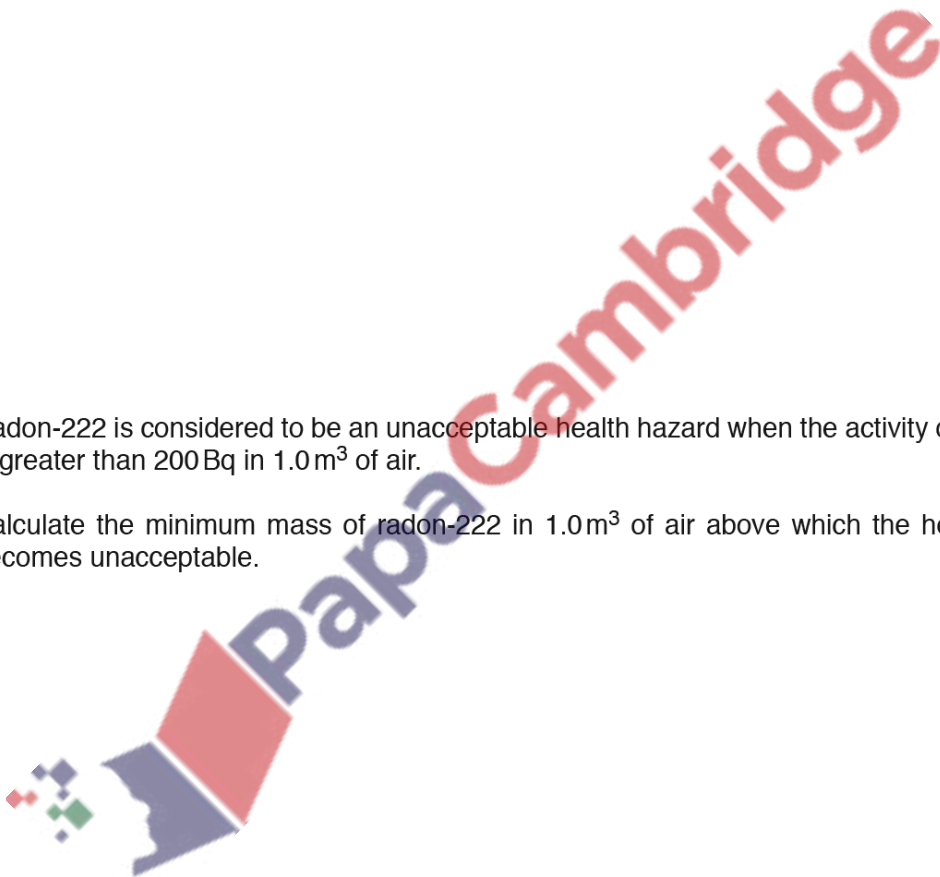 adon-222 is considered to be an unacceptable health hazard when the activity
greater than 200 Bq in 1.0 m³ of air.
alculate the minimum mass of radon-222 in 1.0 m³ of air above which the he
ecomes unacceptable.
PapaCambridge